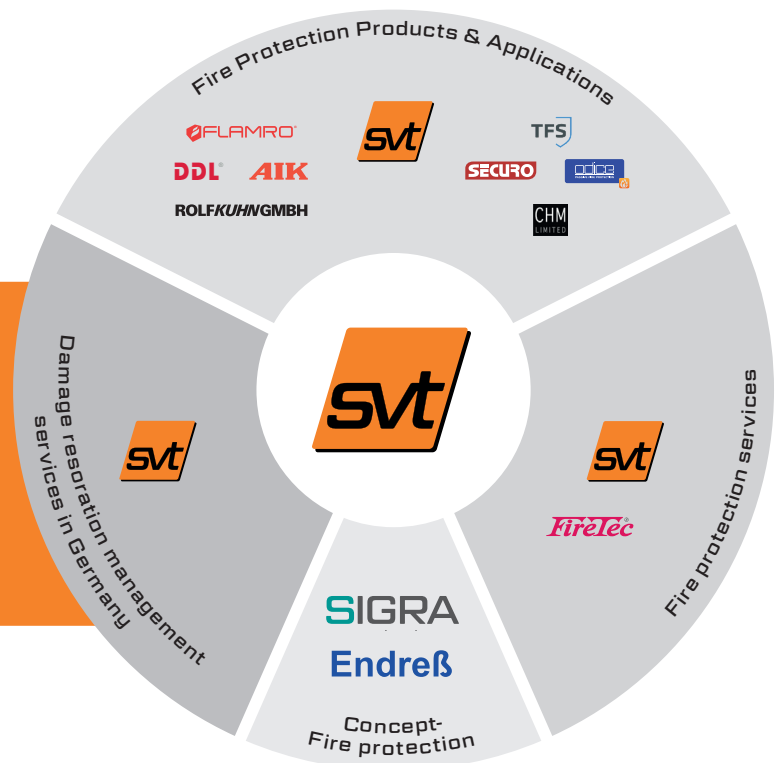 Fire Protection Products & Applications
FLAMRO
svt
TFS
DDL
AIK
SECURO
odice
ROLFKUHNGMBH
CHM
LIMITED
svt
Damage resoration management
services in Germany
svt
svt
FireTec
Fire protection services
SIGRA
Endreß
Concept-
Fire protection